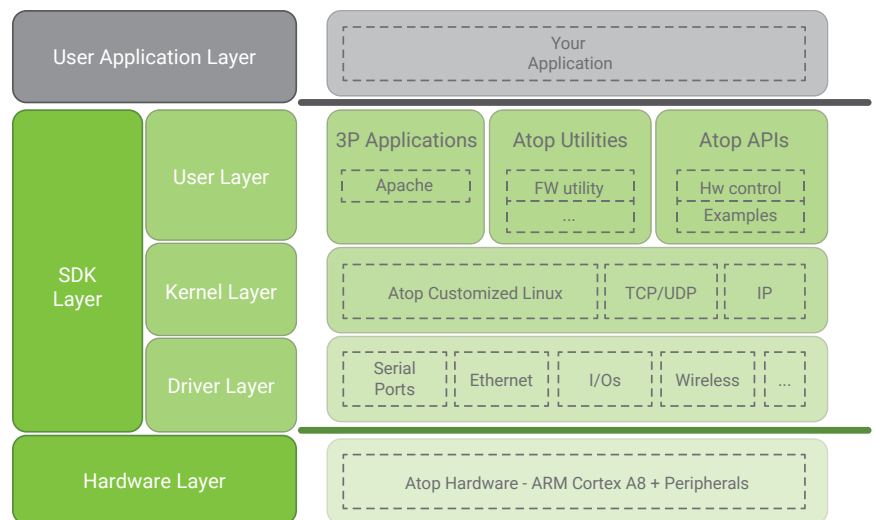 User Application Layer
Your
Application
SDK
Layer
User Layer
3P Applications
Apache
Atop Utilities
FW utility
...
Atop APIs
Hw control
Examples
Kernel Layer
Atop Customized Linux
TCP/UDP
IP
Driver Layer
Serial
Ports
Ethernet
I/Os
Wireless
...
Hardware Layer
Atop Hardware - ARM Cortex A8 + Peripherals